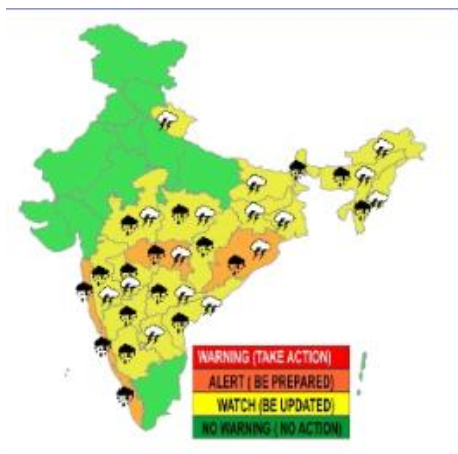 WARNING (TAKE ACTION)
ALERT ( BE PREPARED)
WATCH (BE UPDATED)
NO WARNING ( NO ACTION)